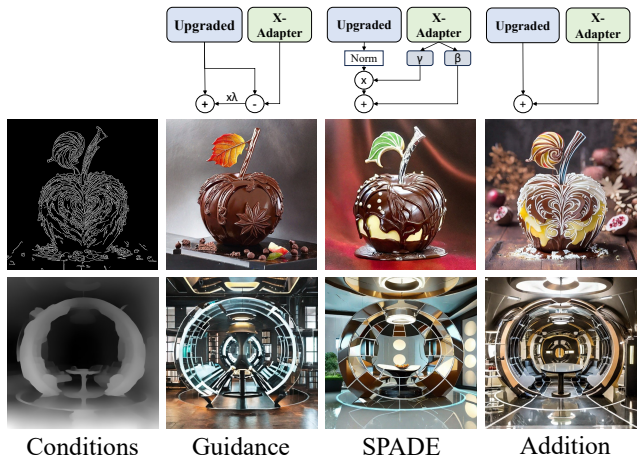 Upgraded
X-
Adapter
xλ
+
-
Upgraded
X-
Adapter
Norm
γ
β
x
+
Upgraded
X-
Adapter
+
Conditions
Guidance
SPADE
Addition